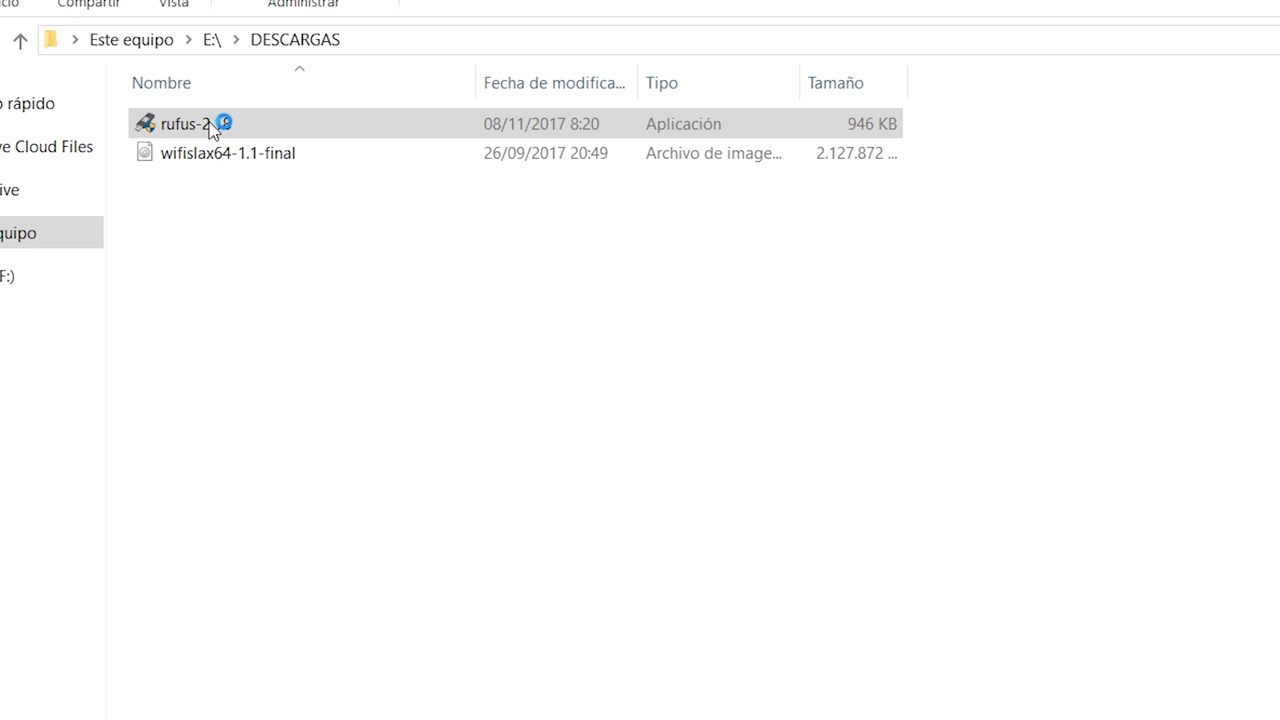 Compartir Vista Administrar
Este equipo E:\ DESCARGAS
Nombre Fecha de modifica... Tipo Tamaño
rápido
rufus-2 08/11/2017 8:20 Aplicación 946 KB
Cloud Files
wifislax64-1.1-final 26/09/2017 20:49 Archivo de image... 2.127.872 ...
ive
quipo
F:)